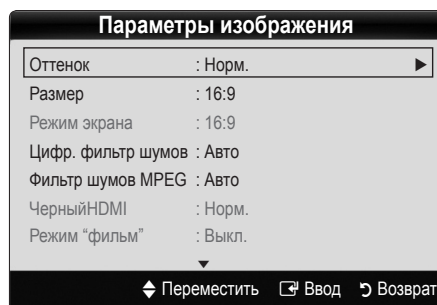 Параметры изображения
Оттенок : Норм.
Размер : 16:9
Режим экрана : 16:9
Цифр. фильтр шумов : Авто
Фильтр шумов MPEG : Авто
ЧерныйHDMI : Норм.
Режим “фильм” : Выкл.
Переместить Ввод Возврат